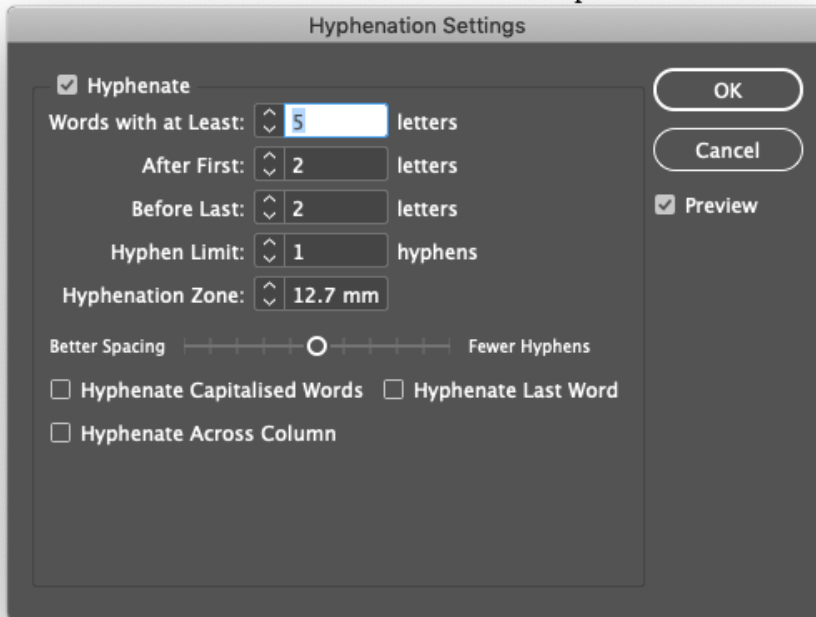 Hyphenation Settings
Hyphenate
Words with at Least: 5 letters
After First: 2 letters
Before Last: 2 letters
Hyphen Limit: 1 hyphens
Hyphenation Zone: 12.7 mm
Better Spacing Fewer Hyphens
Hyphenate Capitalised Words Hyphenate Last Word
Hyphenate Across Column
OK
Cancel
Preview